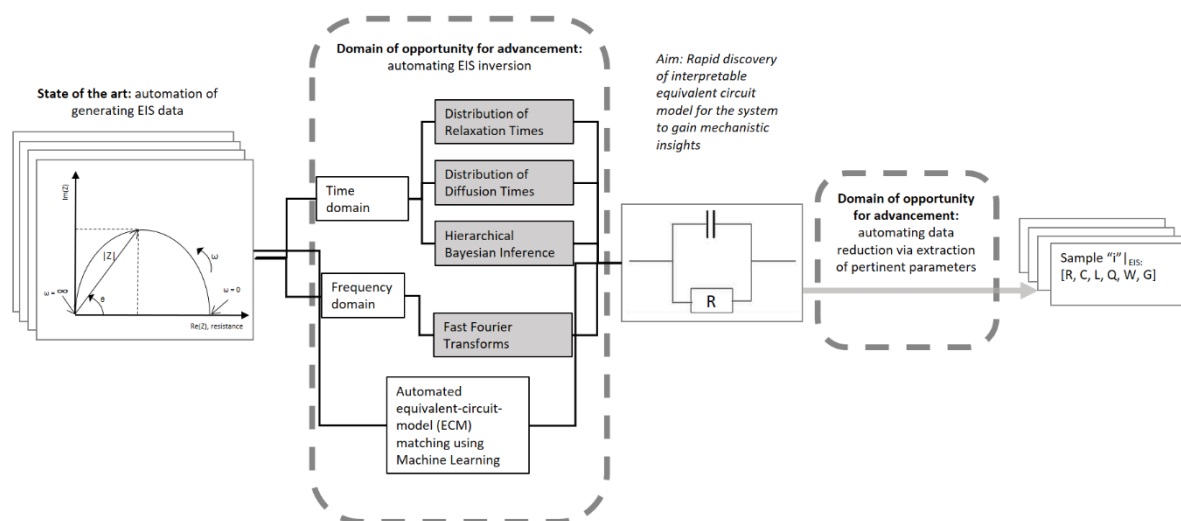 State of the art: automation of
generating EIS data
Im(Z)
|Z|
ω
ω = ∞
θ
ω = 0
Re(Z), resistance
Domain of opportunity for advancement:
automating EIS inversion
Time
domain
Frequency
domain
Distribution of
Relaxation Times
Distribution of
Diffusion Times
Hierarchical
Bayesian Inference
Fast Fourier
Transforms
Automated
equivalent-circuit-
model (ECM)
matching using
Machine Learning
Aim: Rapid discovery
of interpretable
equivalent circuit
model for the system
to gain mechanistic
insights
R
Domain of opportunity
for advancement:
automating data
reduction via extraction
of pertinent parameters
Sample “i”|EIS:
[R, C, L, Q, W, G]